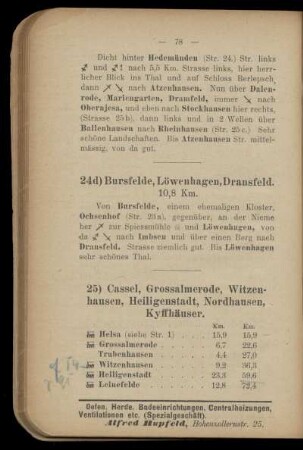 — 78 —
Dicht hinter Hedemünden (Str. 24.) Str. links
nach 5,5 Km. Strasse links, hier herr-
licher Blick ins Thal und auf Schloss Berlepsch,
dann nach Atzenhausen. Nun über Dalen-
rode, Mariengarten, Dramfeld, immer nach
Oberajesa, und eben nach Stockhausen hier rechts,
(Strasse 25b). dann links und in 2 Wellen über
Ballenhausen nach Rheinhausen (Str. 25c.) Sehr
schöne Landschaften. Bis Atzenhausen Str. mittel-
mässig, von da gut.
24d) Bursfelde, Löwenhagen, Dransfeld.
10,8 Km.
Von Bursfelde, einem ehemaligen Kloster,
Ochsenhof (Str. 23a), gegenüber, an der Nieme
her zur Spiessmühle und Löwenhagen, von
da nach Imbsen und über einen Berg nach
Dransfeld. Strasse ziemlich gut. Bis Löwenhagen
sehr schönes Thal.
25) Cassel, Grossalmerode, Witzen-
hausen, Heiligenstadt, Nordhausen,
Kyffhäuser.
Km Km
Helsa (siehe Str. 1) . . . . 15,9 15,9
Grossalmerode . . . . . 6,7 22,6
Trubenhausen . . . . . 4,4 27,0
Witzenhausen . . . . . 9,2 36,3
Heiligenstadt . . . . . 23,3 59,6
Leinefelde . . . . . 12,8 72,4
Oefen, Herde, Badeeinrichtungen, Centralheizungen,
Ventilationen etc. (Spezialgeschäft).
Alfred Rupfeld, Hohenzollernstr. 25.